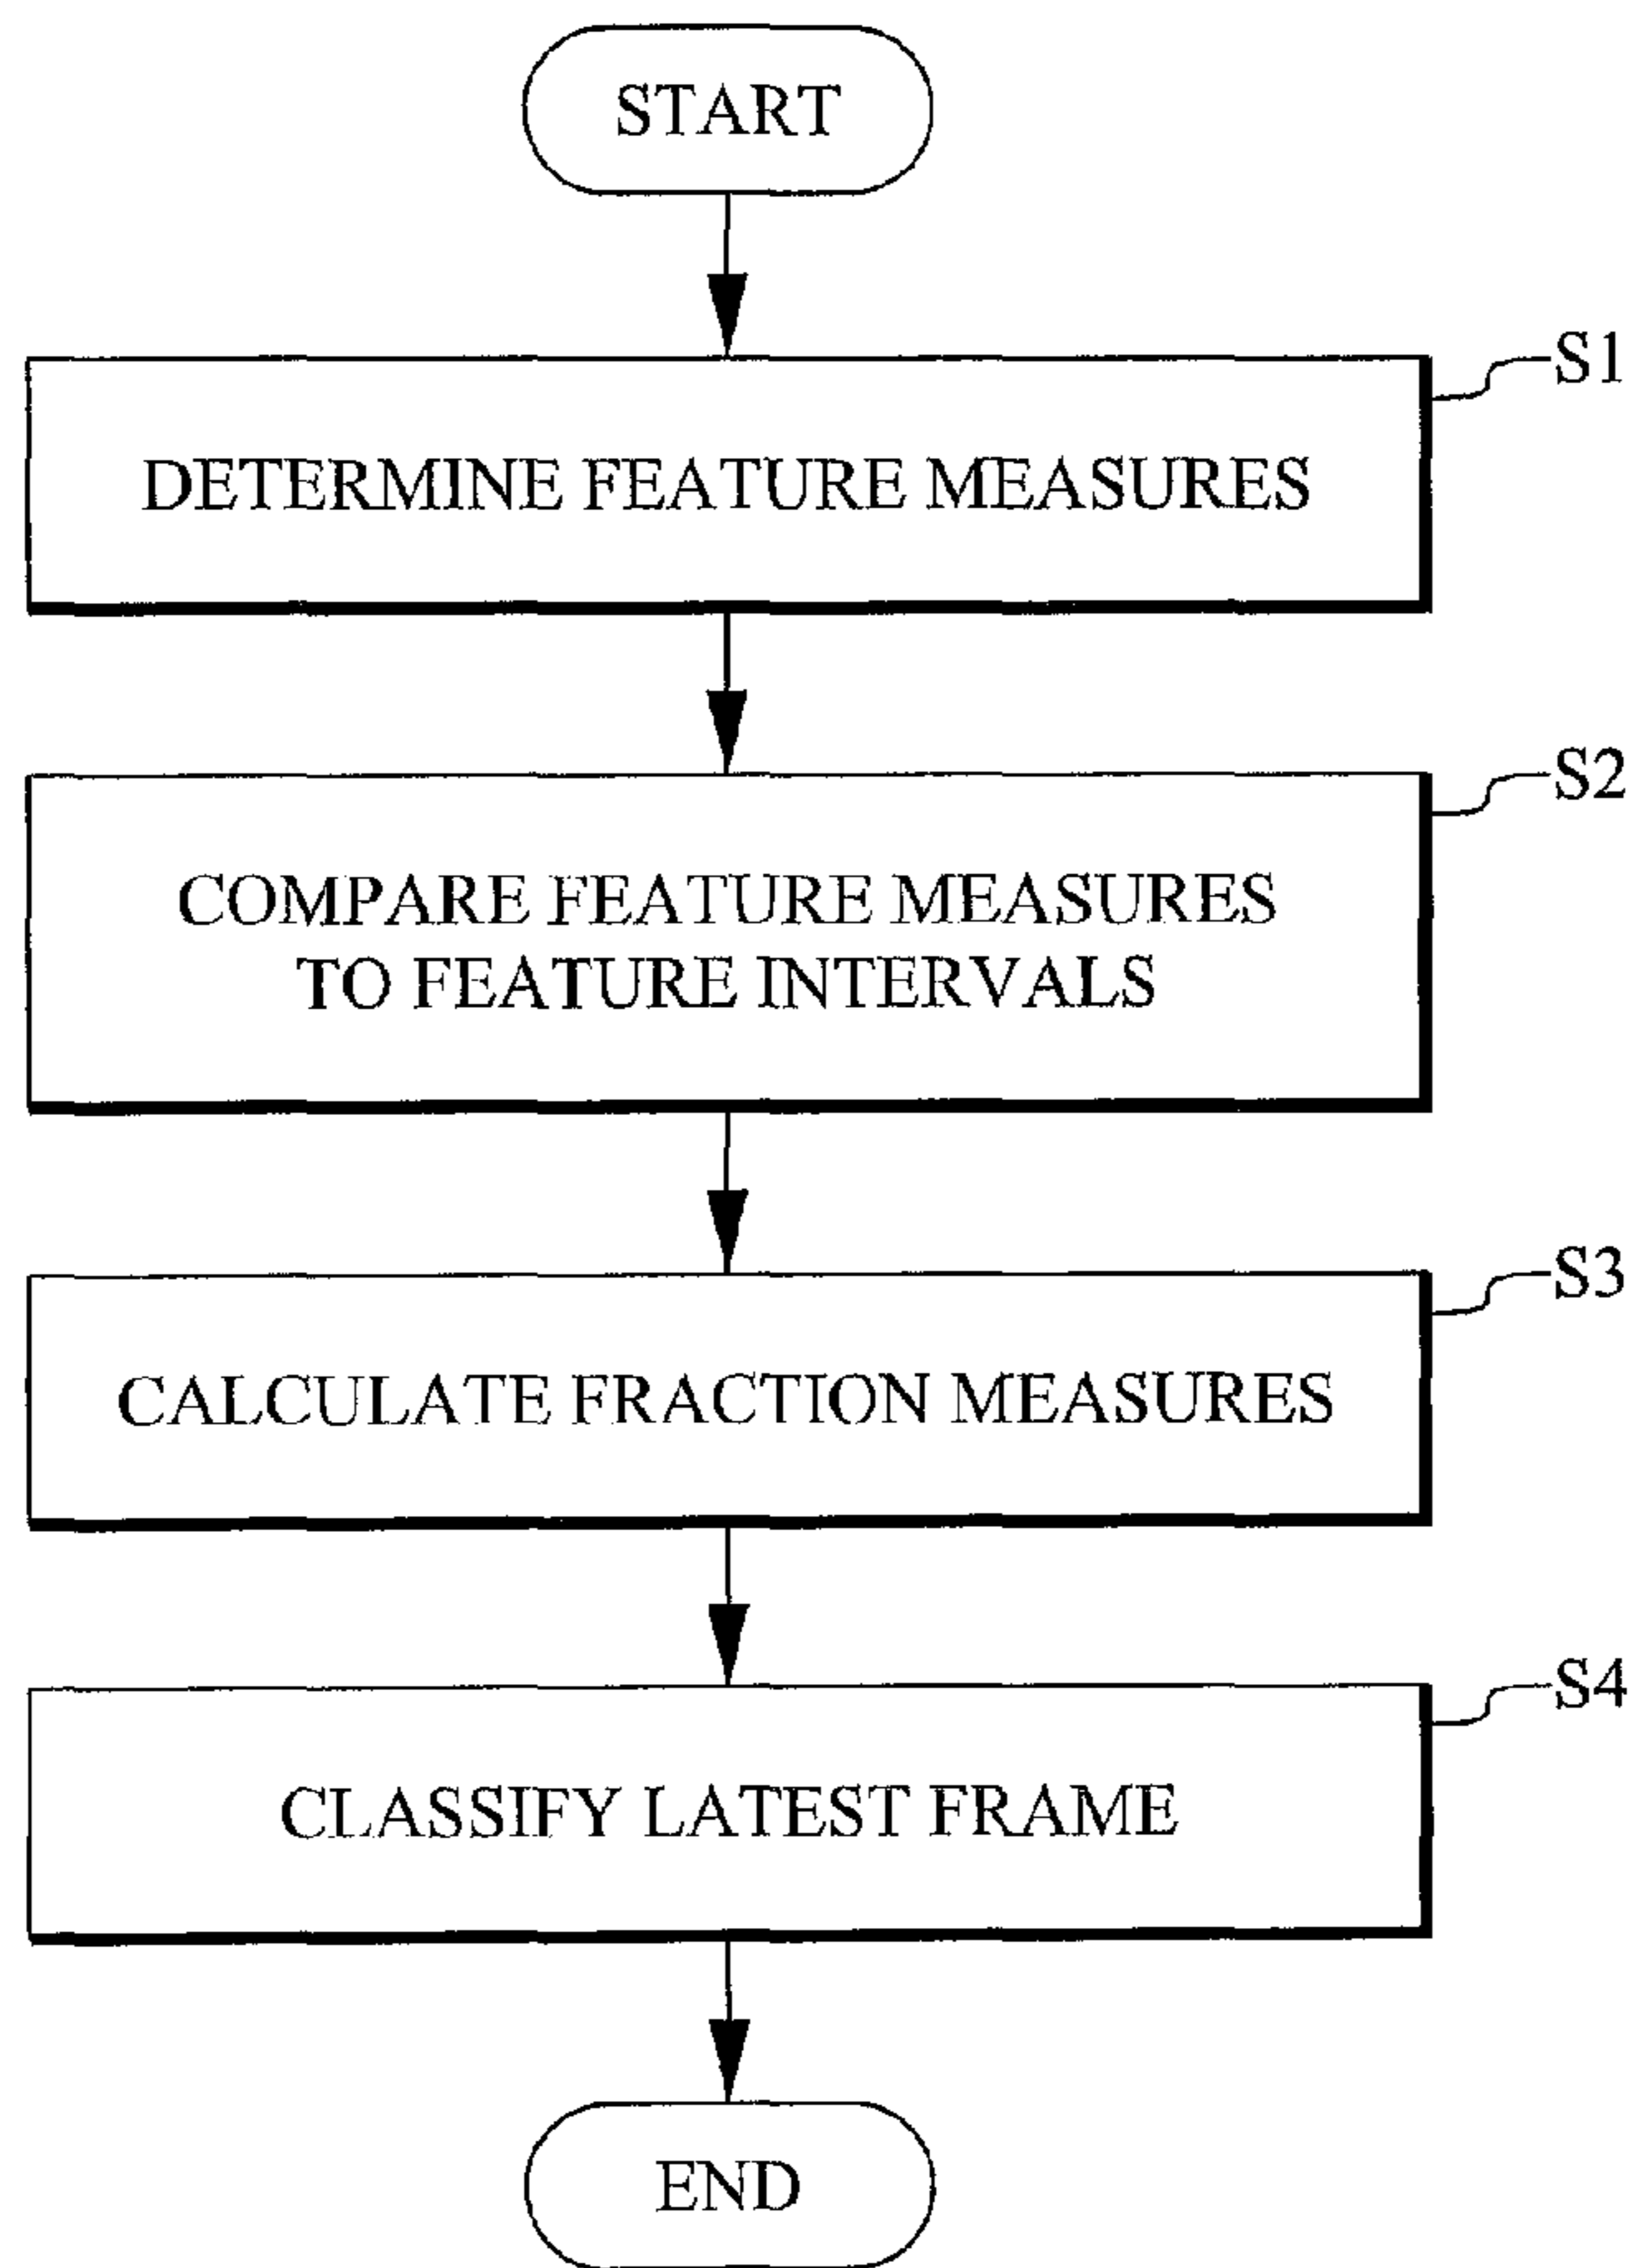 START
S1
DETERMINE FEATURE MEASURES
S2
COMPARE FEATURE MEASURES
TO FEATURE INTERVALS
S3
CALCULATE FRACTION MEASURES
S4
CLASSIFY LATEST FRAME
END